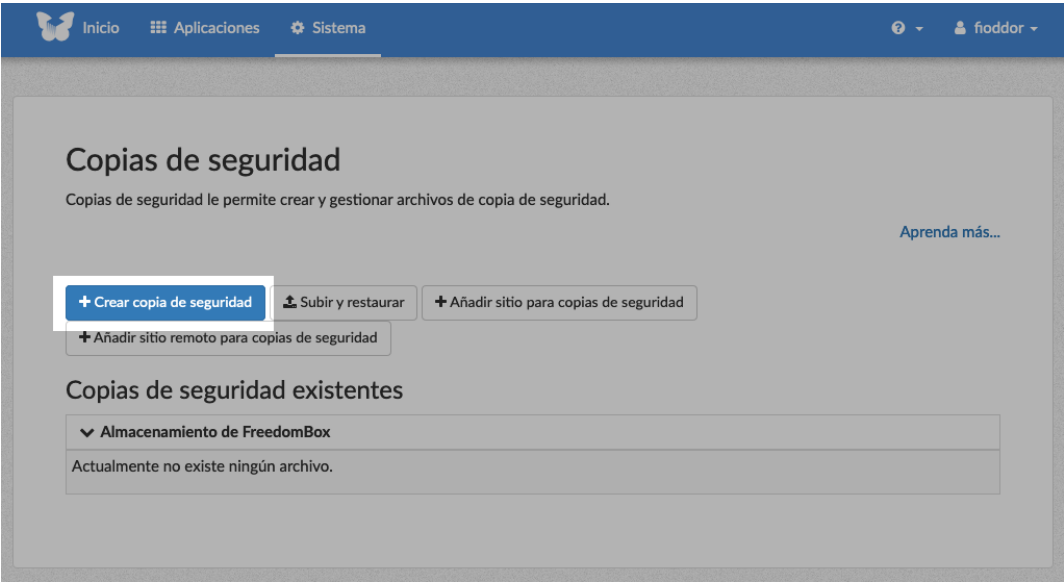 Inicio Aplicaciones Sistema fioddor
Copias de seguridad
Copias de seguridad le permite crear y gestionar archivos de copia de seguridad.
Aprenda más...
+ Crear copia de seguridad Subir y restaurar + Añadir sitio para copias de seguridad
+ Añadir sitio remoto para copias de seguridad
Copias de seguridad existentes
Almacenamiento de FreedomBox
Actualmente no existe ningún archivo.